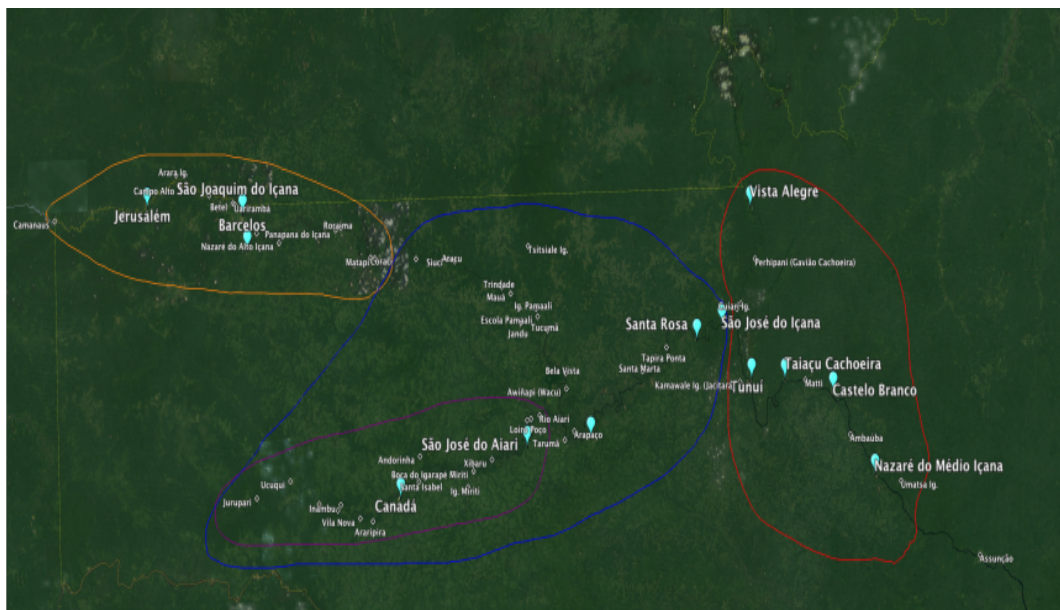 Arara Ig.
Campo Alto
São Joaquim do Içana
Jerusalém
Betel
Uariramba
Camanaus
Barcelos
Panapana do Içana
Roraima
Nazaré do Alto Içana
Matapi
Coraci
Siuci
Araçu
Tsitsiale Ig.
Trindade
Mauá
Ig. Pamaali
Escola Pamaali
Tucumã
Jandu
Vista Alegre
Perhipani (Gavião Cachoeira)
Santa Rosa
São José do Içana
Tapira Ponta
Santa Marta
Kamawale Ig. (Jacitara)
Tunuí
Taiaçu Cachoeira
Matti
Castelo Branco
Bela Vista
Awiñapi (Wacu)
Rio Aiari
Poço
Arapaço
Tarumã
São José do Aiari
Andorinha
Xibaru
Boca do Igarapé Miriti
Santa Isabel
Ig. Miriti
Canadá
Ucuqui
Jurupari
Inambu
Vila Nova
Araripira
Ambaúba
Nazaré do Médio Içana
Umatsa Ig.
Assunção